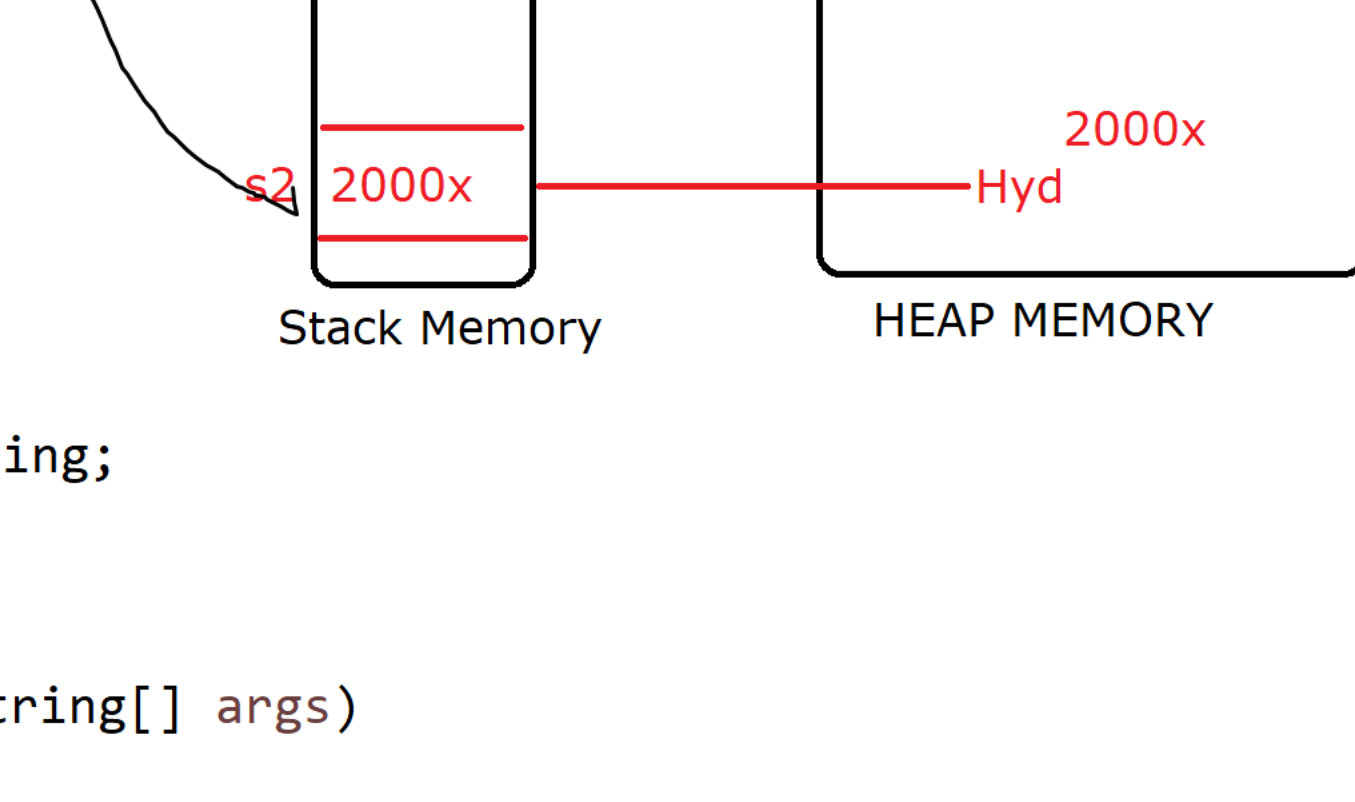 2000x
s2 2000x Hyd
Stack Memory HEAP MEMORY
ing;
tring[] args)